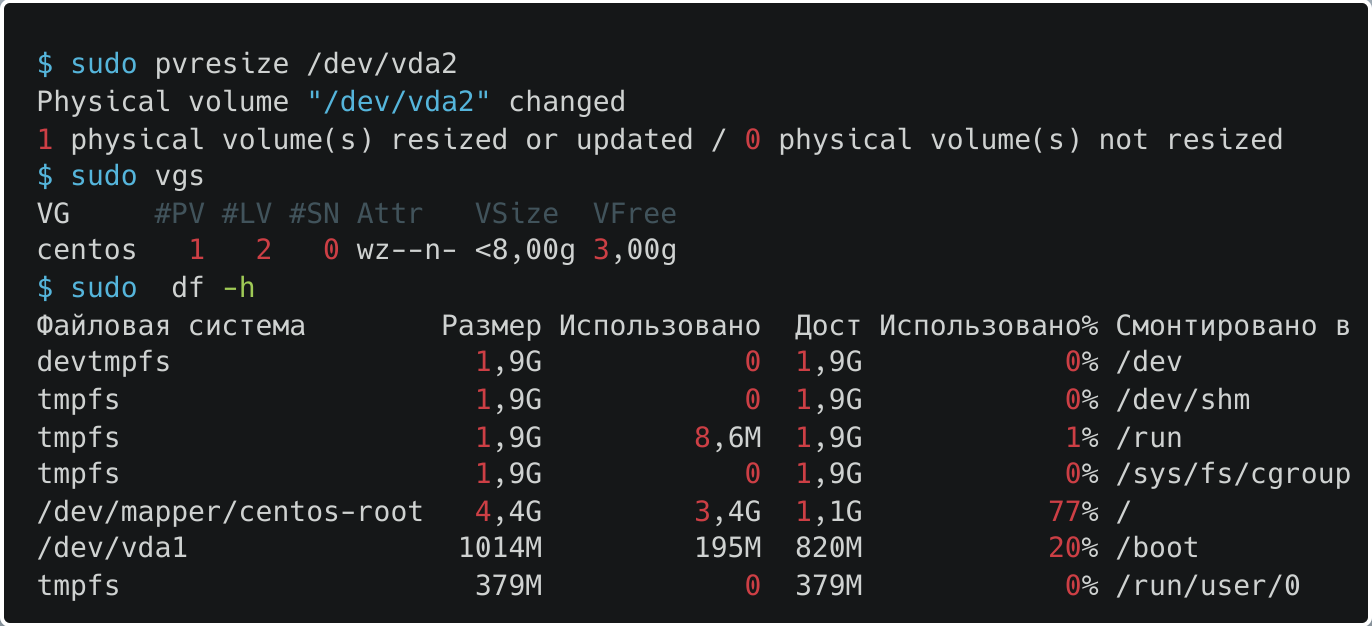 $ sudo pvresize /dev/vda2
Physical volume "/dev/vda2" changed
1 physical volume(s) resized or updated / 0 physical volume(s) not resized
$ sudo vgs
VG     #PV #LV #SN Attr   VSize  VFree
centos   1   2   0 wz--n- <8,00g 3,00g
$ sudo  df -h
Файловая система        Размер Использовано  Дост Использовано% Смонтировано в
devtmpfs                  1,9G            0  1,9G            0% /dev
tmpfs                     1,9G            0  1,9G            0% /dev/shm
tmpfs                     1,9G         8,6M  1,9G            1% /run
tmpfs                     1,9G            0  1,9G            0% /sys/fs/cgroup
/dev/mapper/centos-root   4,4G         3,4G  1,1G           77% /
/dev/vda1                1014M         195M  820M           20% /boot
tmpfs                     379M            0  379M            0% /run/user/0